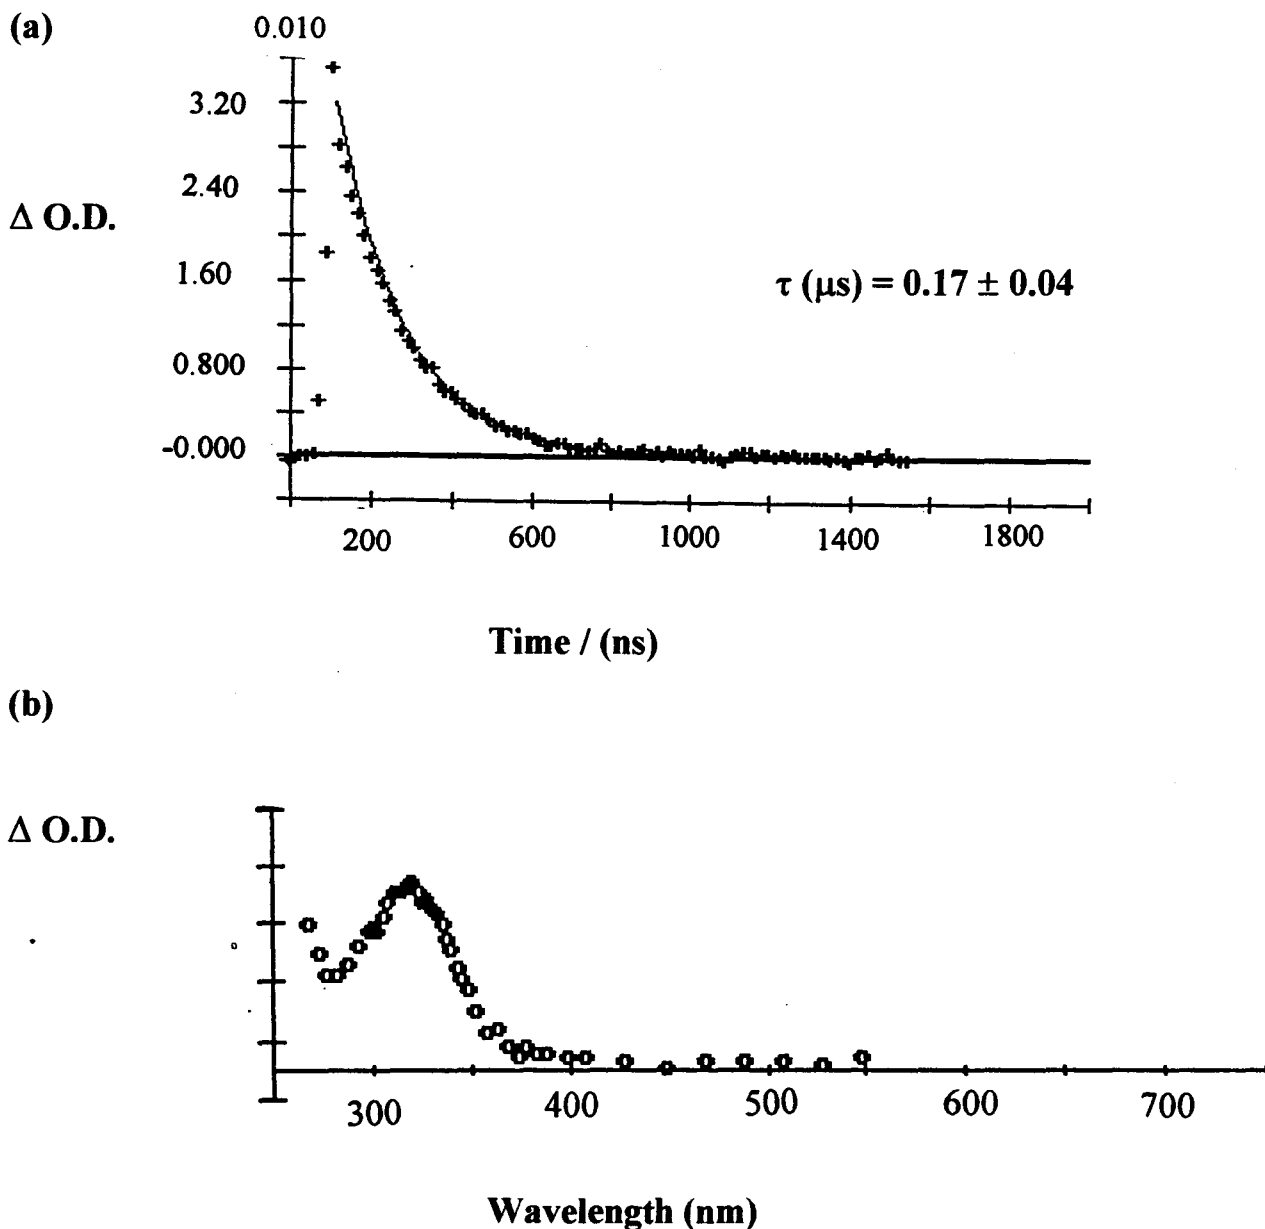 (a)
0.010
3.20
2.40
Δ O.D.
1.60
τ (μs) = 0.17 ± 0.04
0.800
-0.000
200 600 1000 1400 1800
Time / (ns)
(b)
Δ O.D.
300 400 500 600 700
Wavelength (nm)